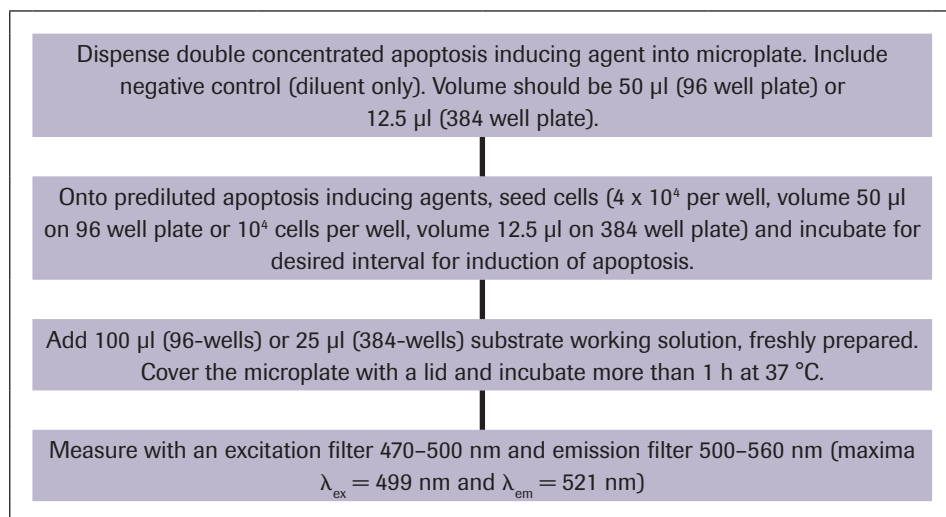 Dispense double concentrated apoptosis inducing agent into microplate. Include
negative control (diluent only). Volume should be 50 µl (96 well plate) or
12.5 µl (384 well plate).
Onto prediluted apoptosis inducing agents, seed cells (4 x 10⁴ per well, volume 50 µl
on 96 well plate or 10⁴ cells per well, volume 12.5 µl on 384 well plate) and incubate for
desired interval for induction of apoptosis.
Add 100 µl (96-wells) or 25 µl (384-wells) substrate working solution, freshly prepared.
Cover the microplate with a lid and incubate more than 1 h at 37 °C.
Measure with an excitation filter 470–500 nm and emission filter 500–560 nm (maxima
λex = 499 nm and λem = 521 nm)